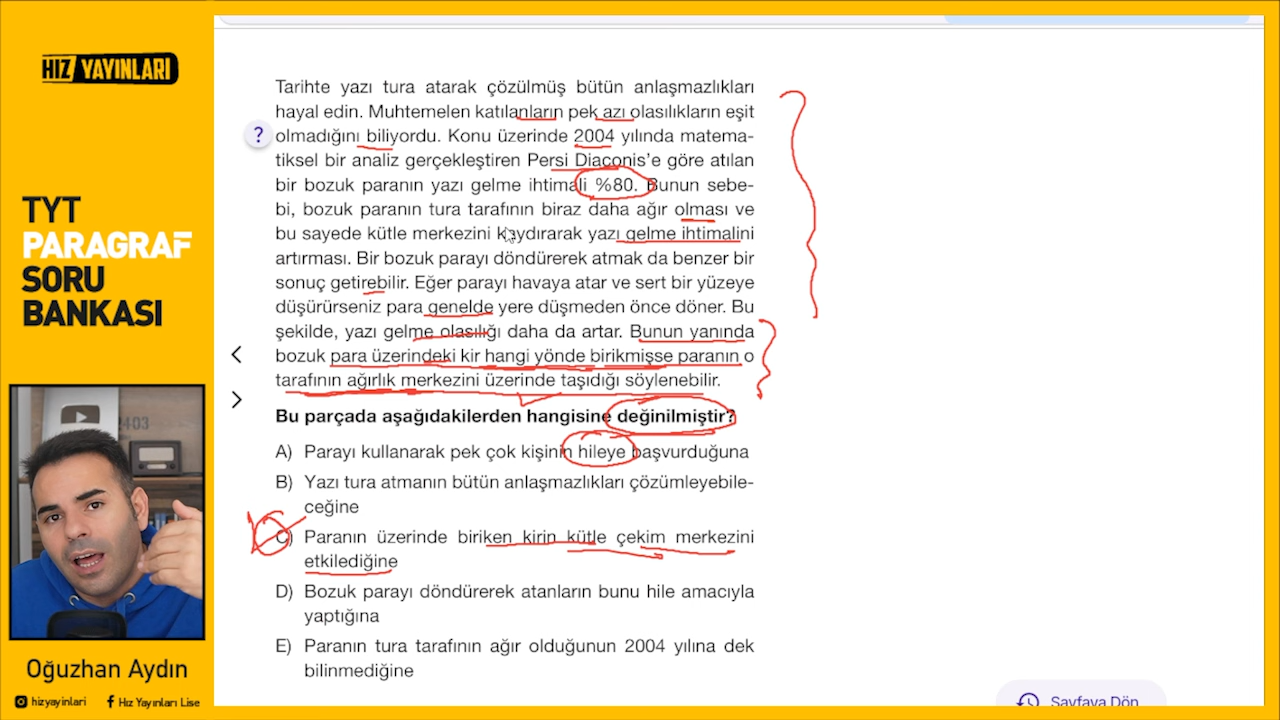 HIZ YAYINLARI
TYT
PARAGRAF
SORU
BANKASI
2403
Oğuzhan Aydın
hizyayinlari
Hız Yayınları Lise
?
Tarihte yazı tura atarak çözülmüş bütün anlaşmazlıkları
hayal edin. Muhtemelen katılanların pek azı olasılıkların eşit
olmadığını biliyordu. Konu üzerinde 2004 yılında matema-
tiksel bir analiz gerçekleştiren Persi Diaconis’e göre atılan
bir bozuk paranın yazı gelme ihtimali %80. Bunun sebe-
bi, bozuk paranın tura tarafının biraz daha ağır olması ve
bu sayede kütle merkezini kaydırarak yazı gelme ihtimalini
artırması. Bir bozuk parayı döndürerek atmak da benzer bir
sonuç getirebilir. Eğer parayı havaya atar ve sert bir yüzeye
düşürürseniz para genelde yere düşmeden önce döner. Bu
şekilde, yazı gelme olasılığı daha da artar. Bunun yanında
bozuk para üzerindeki kir hangi yönde birikmişse paranın o
tarafının ağırlık merkezini üzerinde taşıdığı söylenebilir.
Bu parçada aşağıdakilerden hangisine değinilmiştir?
A) Parayı kullanarak pek çok kişinin hileye başvurduğuna
B) Yazı tura atmanın bütün anlaşmazlıkları çözümleyebile-
ceğine
C) Paranın üzerinde biriken kirin kütle çekim merkezini
etkilediğine
D) Bozuk parayı döndürerek atanların bunu hile amacıyla
yaptığına
E) Paranın tura tarafının ağır olduğunun 2004 yılına dek
bilinmediğine
Sayfaya Dön